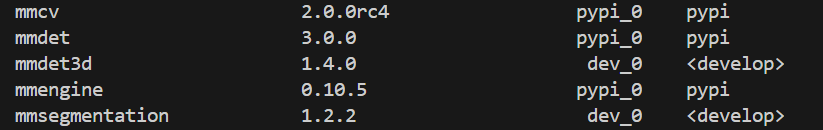 mmcv 2.0.0rc4 pypi_0 pypi
mmdet 3.0.0 pypi_0 pypi
mmdet3d 1.4.0 dev_0 <develop>
mmengine 0.10.5 pypi_0 pypi
mmsegmentation 1.2.2 dev_0 <develop>